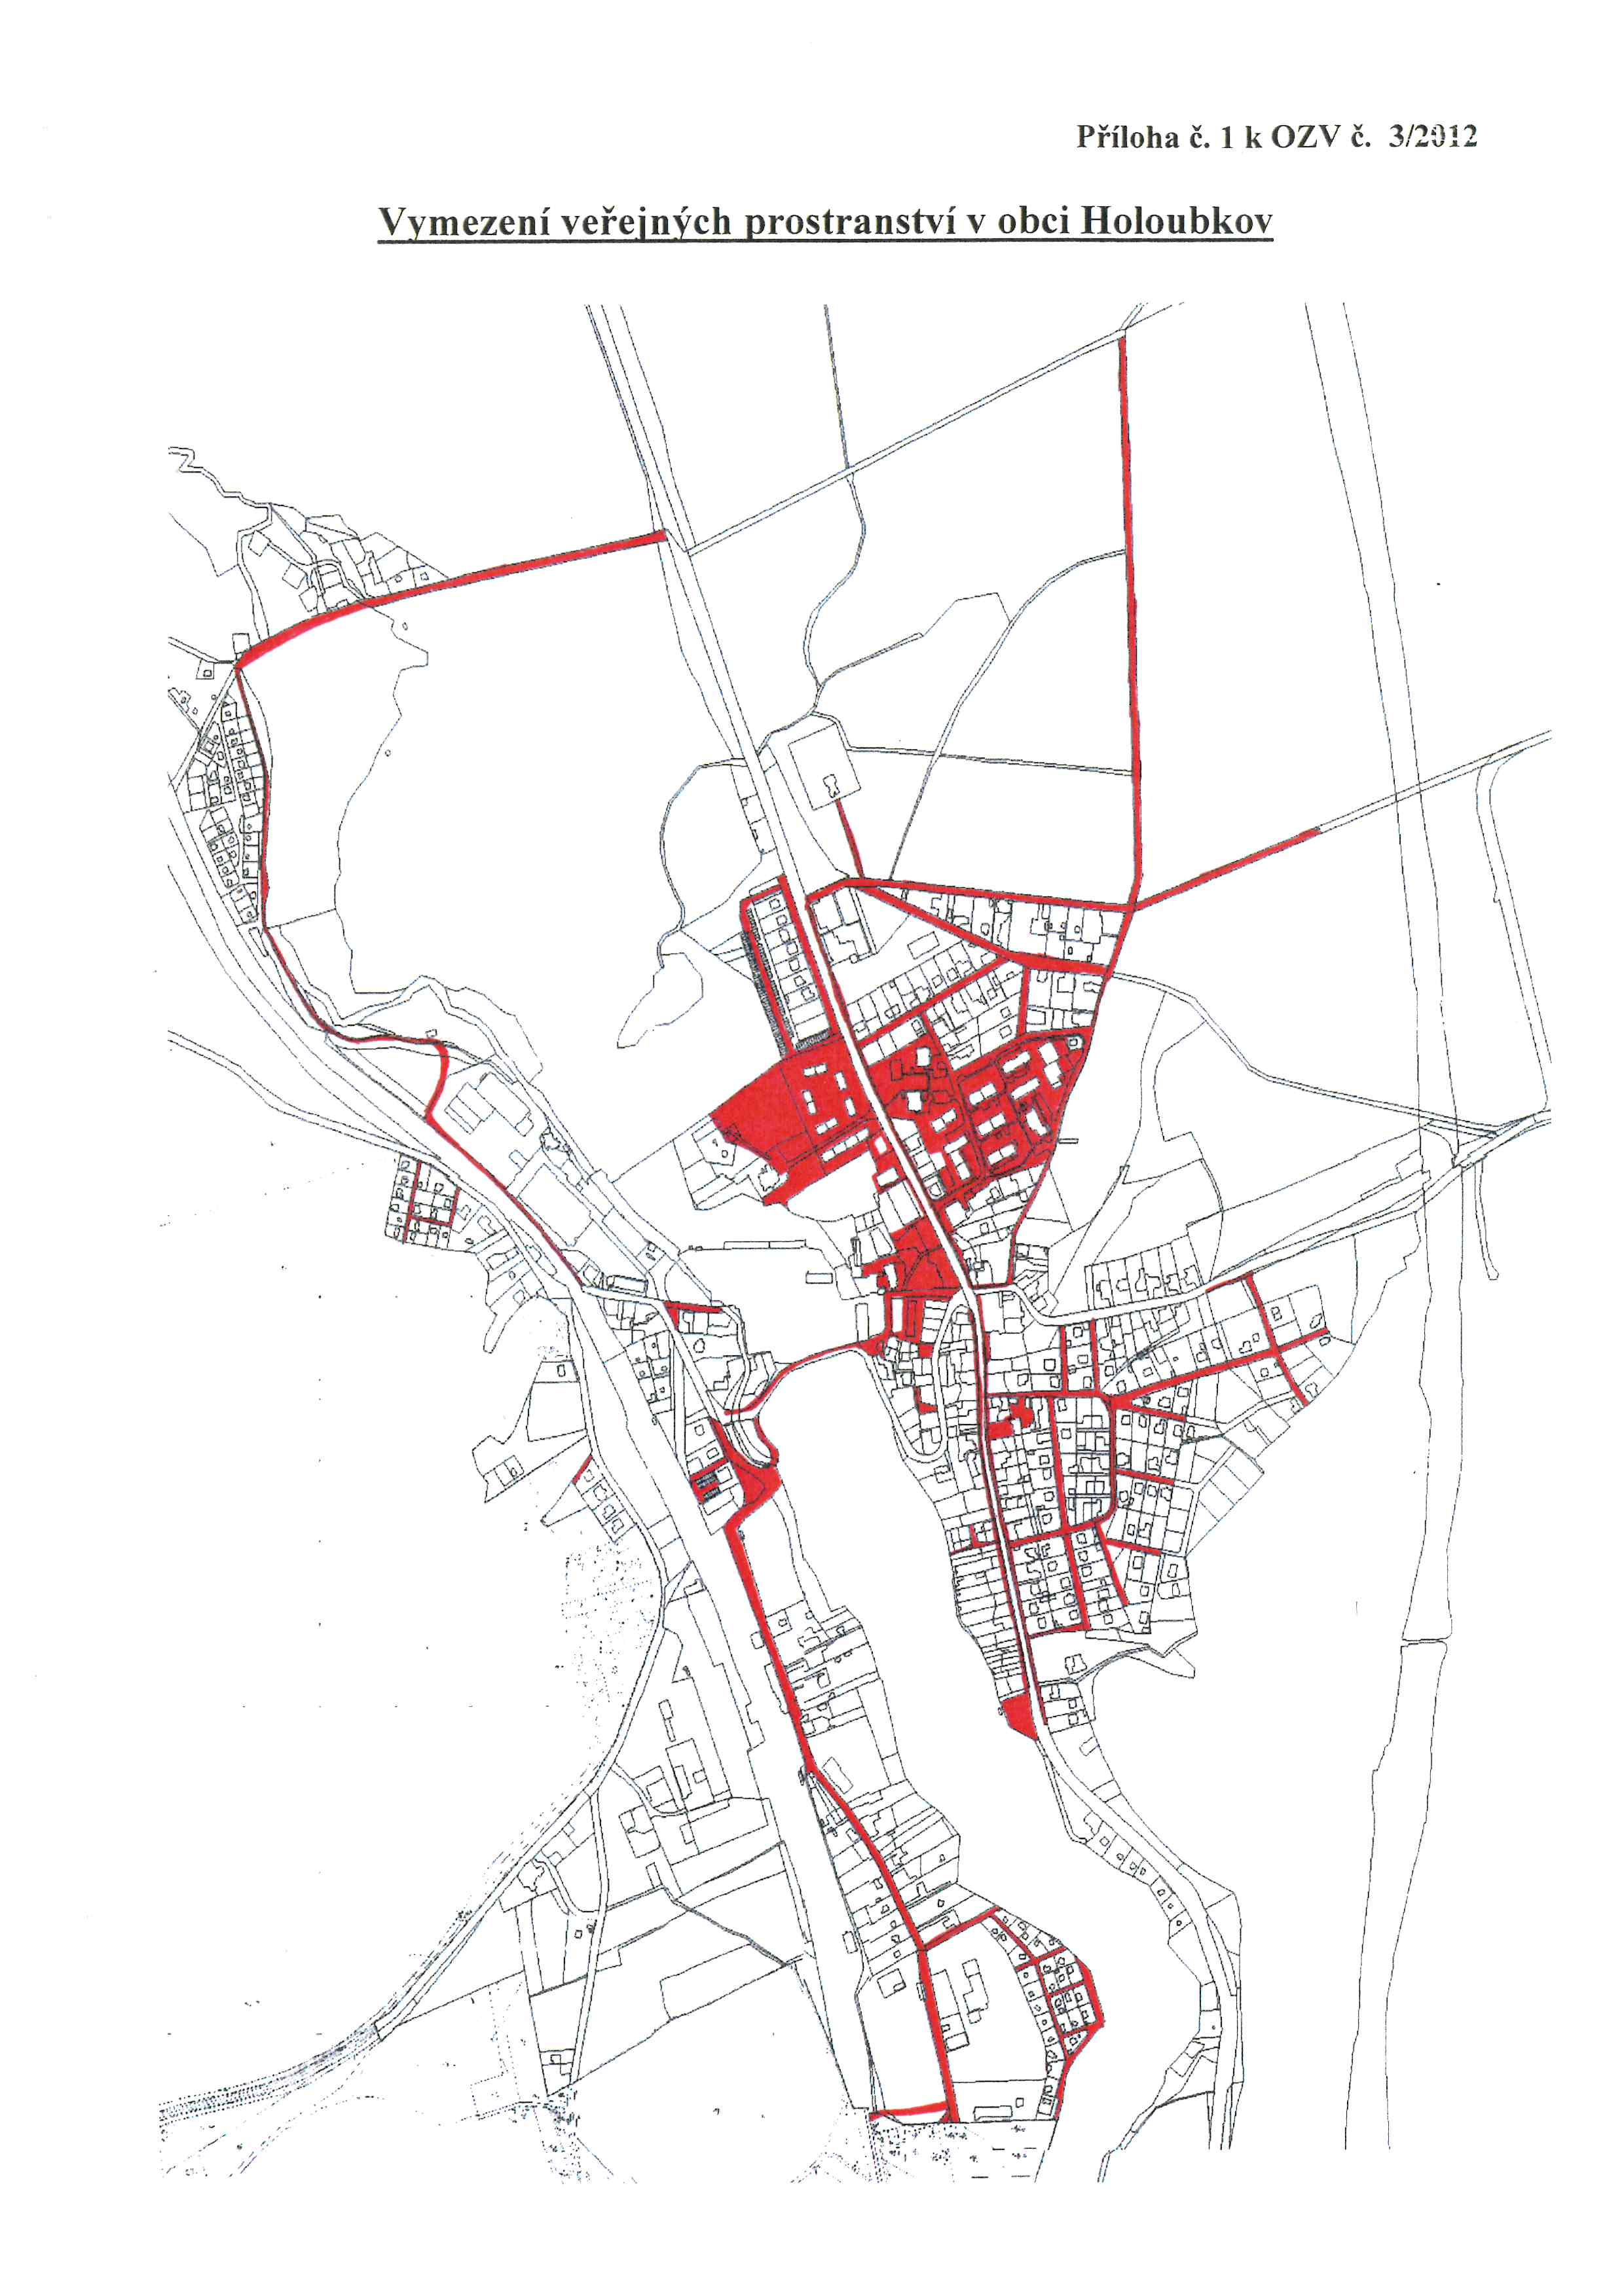 Příloha č. 1 k OZV č. 3/2012
Vymezení veřejných prostranství v obci Holoubkov